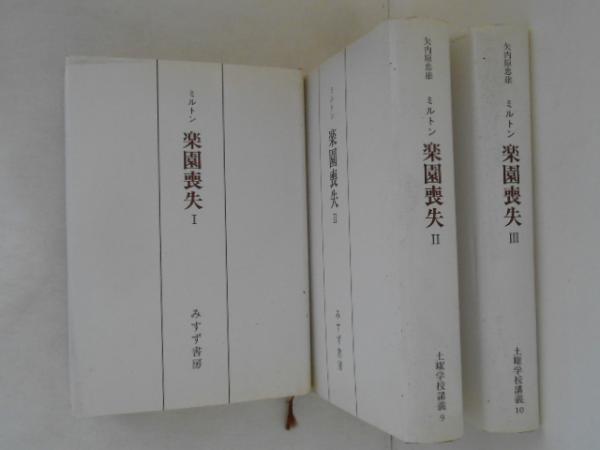 ミルトン
楽園喪失
I
みすず書房
ミルトン
楽園喪失
II
みすず書房
矢内原忠雄
ミルトン
楽園喪失
II
土曜学校講義
9
矢内原忠雄
ミルトン
楽園喪失
III
土曜学校講義
10